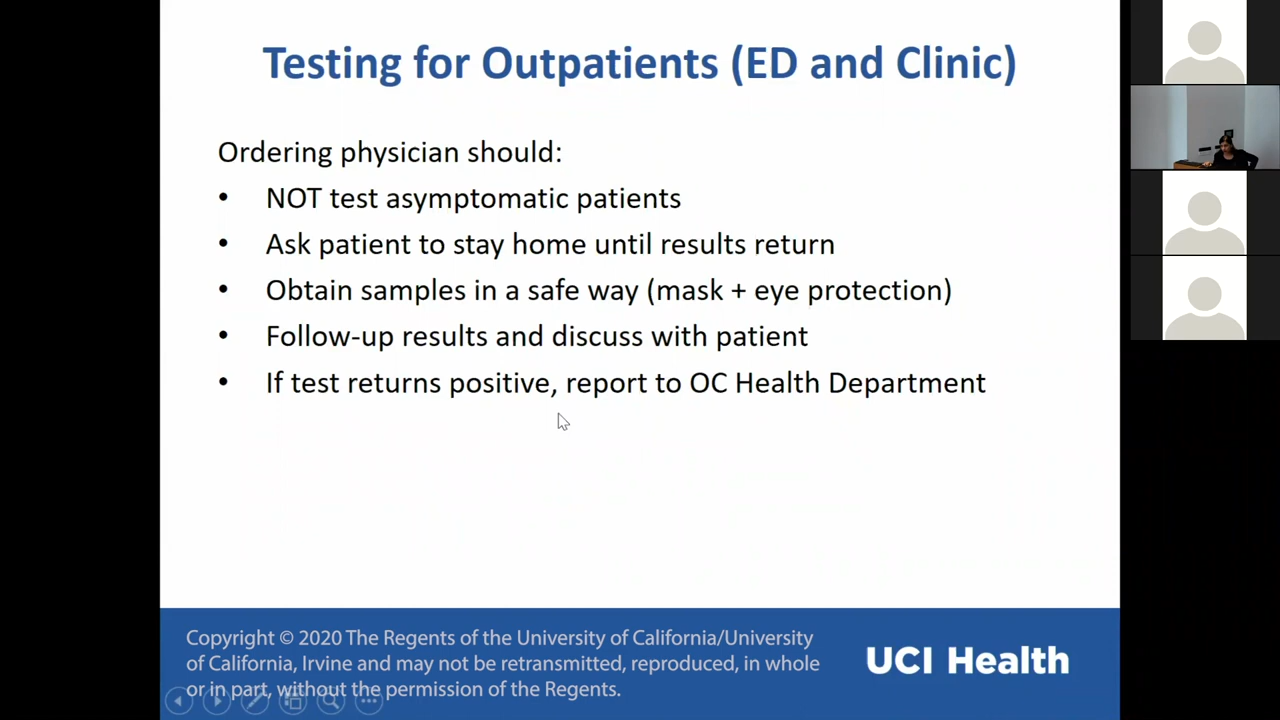 Testing for Outpatients (ED and Clinic)
Ordering physician should:
• NOT test asymptomatic patients
• Ask patient to stay home until results return
• Obtain samples in a safe way (mask + eye protection)
• Follow-up results and discuss with patient
• If test returns positive, report to OC Health Department
Copyright © 2020 The Regents of the University of California/University
of California, Irvine and may not be retransmitted, reproduced, in whole
or in part, without the permission of the Regents.
UCI Health